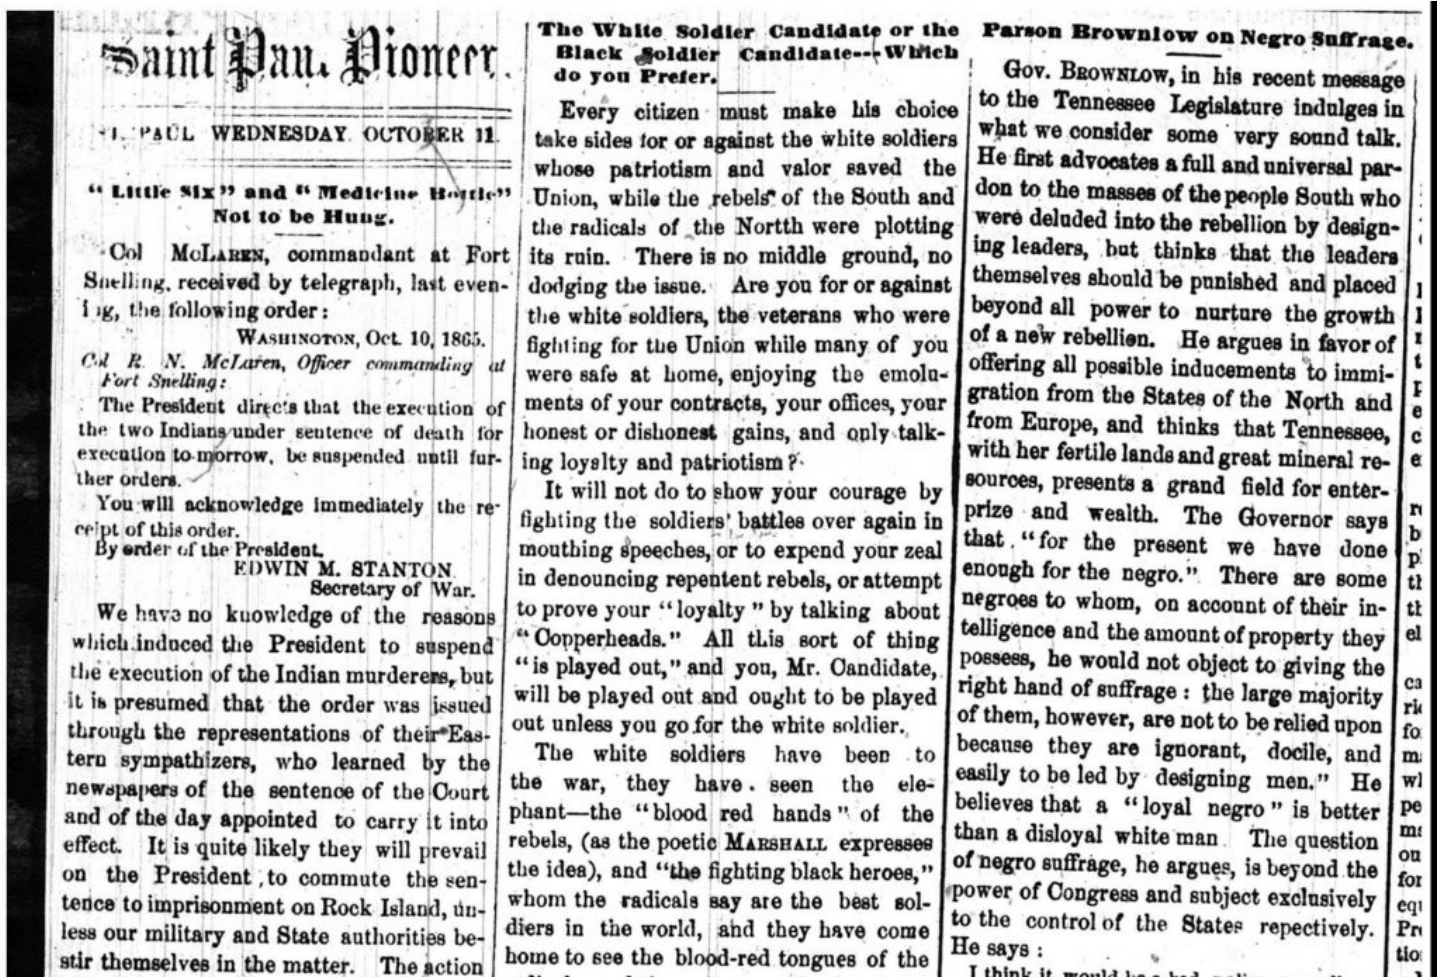 Saint Pau. Pioneer.
PAUL WEDNESDAY. OCTOBER 11.
"Little Six" and "Medicine Bottle"
Not to be Hung.
Col McLAREN, commandant at Fort
Snelling, received by telegraph, last even-
ing, the following order:
WASHINGTON, Oct. 10, 1865.
Col R. N. McLaren, Officer commanding at
Fort Snelling:
The President directs that the execution of
the two Indians under sentence of death for
execution to-morrow, be suspended until fur-
ther orders.
You will acknowledge immediately the re-
ceipt of this order.
By order of the President.
EDWIN M. STANTON
Secretary of War.
We have no knowledge of the reasons
which induced the President to suspend
the execution of the Indian murderers, but
it is presumed that the order was issued
through the representations of their Eas-
tern sympathizers, who learned by the
newspapers of the sentence of the Court
and of the day appointed to carry it into
effect. It is quite likely they will prevail
on the President, to commute the sen-
tence to imprisonment on Rock Island, un-
less our military and State authorities be-
stir themselves in the matter. The action
The White Soldier Candidate or the
Black Soldier Candidate--Which
do you Prefer.
Every citizen must make his choice
take sides for or against the white soldiers
whose patriotism and valor saved the
Union, while the rebels of the South and
the radicals of the Nortth were plotting
its ruin. There is no middle ground, no
dodging the issue. Are you for or against
the white soldiers, the veterans who were
fighting for the Union while many of you
were safe at home, enjoying the emolu-
ments of your contracts, your offices, your
honest or dishonest gains, and only talk-
ing loyalty and patriotism?
It will not do to show your courage by
fighting the soldiers' battles over again in
mouthing speeches, or to expend your zeal
in denouncing repentent rebels, or attempt
to prove your "loyalty" by talking about
"Copperheads." All this sort of thing
"is played out," and you, Mr. Candidate,
will be played out and ought to be played
out unless you go for the white soldier.
The white soldiers have been to
the war, they have seen the ele-
phant—the "blood red hands" of the
rebels, (as the poetic MARSHALL expresses
the idea), and "the fighting black heroes,"
whom the radicals say are the best sol-
diers in the world, and they have come
home to see the blood-red tongues of the
Parson Brownlow on Negro Suffrage.
Gov. BROWNLOW, in his recent message
to the Tennessee Legislature indulges in
what we consider some very sound talk.
He first advocates a full and universal par-
don to the masses of the people South who
were deluded into the rebellion by design-
ing leaders, but thinks that the leaders
themselves should be punished and placed
beyond all power to nurture the growth
of a new rebellion. He argues in favor of
offering all possible inducements to immi-
gration from the States of the North and
from Europe, and thinks that Tennessee,
with her fertile lands and great mineral re-
sources, presents a grand field for enter-
prize and wealth. The Governor says
that "for the present we have done
enough for the negro." There are some
negroes to whom, on account of their in-
telligence and the amount of property they
possess, he would not object to giving the
right hand of suffrage: the large majority
of them, however, are not to be relied upon
because they are ignorant, docile, and
easily to be led by designing men." He
believes that a "loyal negro" is better
than a disloyal white man. The question
of negro suffrage, he argues, is beyond the
power of Congress and subject exclusively
to the control of the States repectively.
He says: